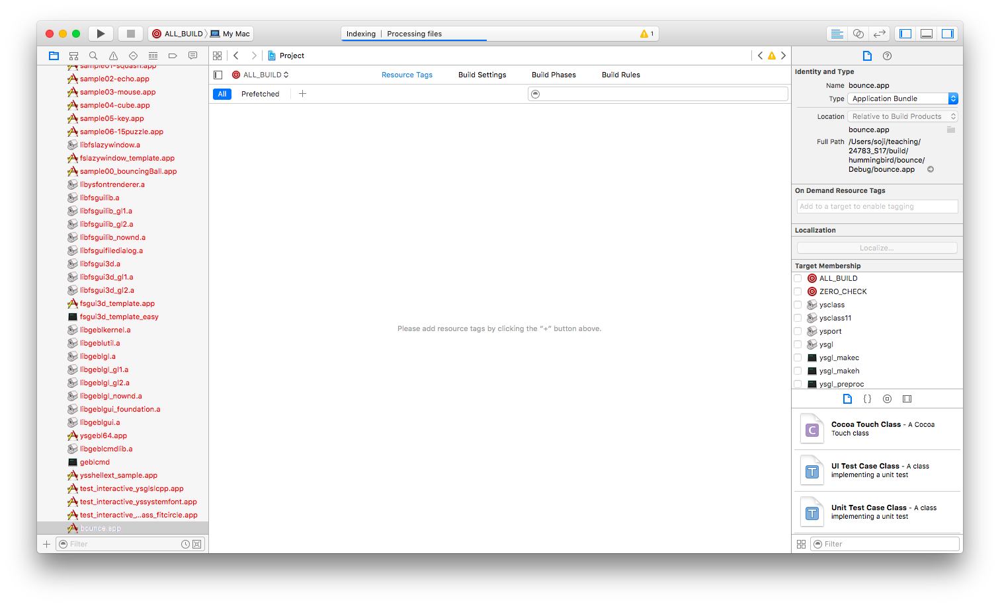 ALL_BUILD
My Mac
Indexing | Processing files
1
Project
sample01-squash.app
sample02-echo.app
sample03-mouse.app
sample04-cube.app
sample05-key.app
sample06-15puzzle.app
libfslazywindow.a
fslazywindow_template.app
sample00_bouncingBall.app
libysfontrenderer.a
libfsguilib.a
libfsguilib_gl1.a
libfsguilib_gl2.a
libfsguilib_nownd.a
libfsguifiledialog.a
libfsgui3d.a
libfsgui3d_gl1.a
libfsgui3d_gl2.a
fsgui3d_template.app
fsgui3d_template_easy
libgeblkernel.a
libgeblutil.a
libgeblgl.a
libgeblgl_gl1.a
libgeblgl_gl2.a
libgeblgl_nownd.a
libgeblgui_foundation.a
libgeblgui.a
ysgebl64.app
libgeblcmdlib.a
geblcmd
ysshellext_sample.app
test_interactive_ysglslcpp.app
test_interactive_yssystemfont.app
test_interactive_...ass_fitcircle.app
bounce.app
Filter
ALL_BUILD
Resource Tags
Build Settings
Build Phases
Build Rules
All
Prefetched
Please add resource tags by clicking the “+” button above.
Identity and Type
Name bounce.app
Type Application Bundle
Location Relative to Build Products
bounce.app
Full Path /Users/soji/teaching/
24783_S17/build/
hummingbird/bounce/
Debug/bounce.app
On Demand Resource Tags
Add to a target to enable tagging
Localization
Localize...
Target Membership
ALL_BUILD
ZERO_CHECK
ysclass
ysclass11
ysport
ysgl
ysgl_makec
ysgl_makeh
ysgl_preproc
C
Cocoa Touch Class - A Cocoa
Touch class
T
UI Test Case Class - A class
implementing a unit test
T
Unit Test Case Class - A class
implementing a unit test
Filter